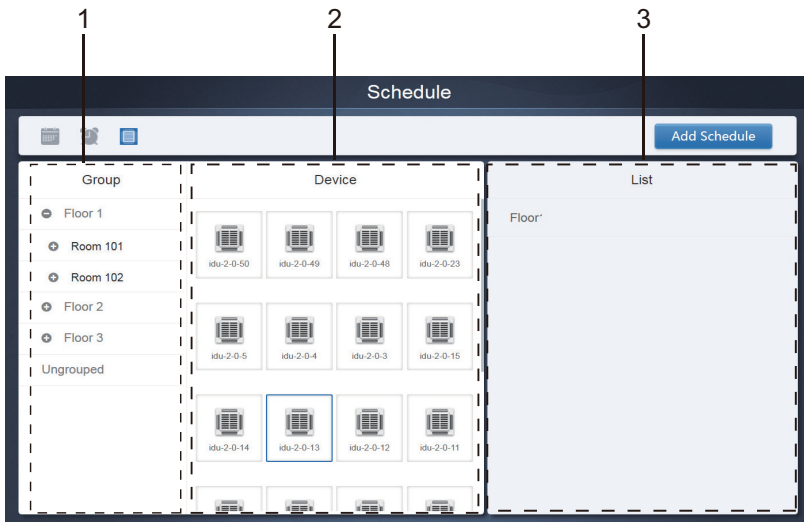 1 2 3
Schedule
Add Schedule
Group Device List
Floor 1
Room 101
Room 102
Floor 2
Floor 3
Ungrouped
idu-2-0-50 idu-2-0-49 idu-2-0-48 idu-2-0-23
idu-2-0-5 idu-2-0-4 idu-2-0-3 idu-2-0-15
idu-2-0-14 idu-2-0-13 idu-2-0-12 idu-2-0-11
Floor